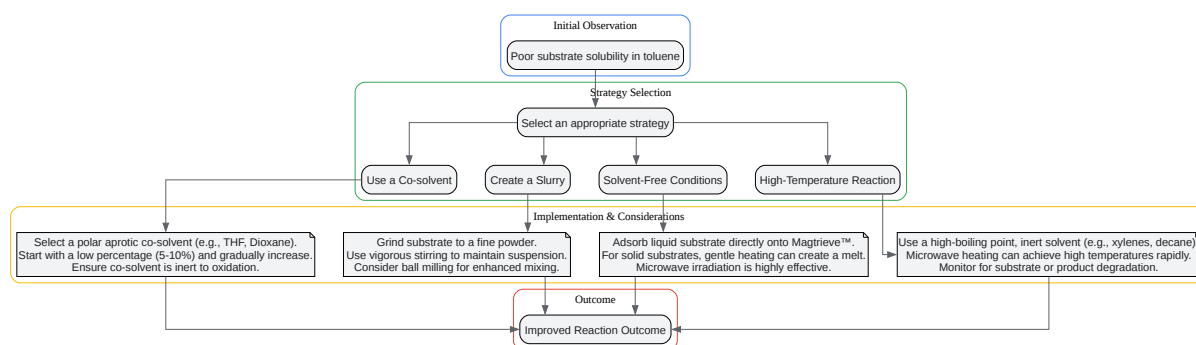 Initial Observation
Poor substrate solubility in toluene
Strategy Selection
Select an appropriate strategy
Use a Co-solvent
Create a Slurry
Solvent-Free Conditions
High-Temperature Reaction
Implementation & Considerations
Select a polar aprotic co-solvent (e.g., THF, Dioxane).
Start with a low percentage (5-10%) and gradually increase.
Ensure co-solvent is inert to oxidation.
Grind substrate to a fine powder.
Use vigorous stirring to maintain suspension.
Consider ball milling for enhanced mixing.
Adsorb liquid substrate directly onto Magtrieve™.
For solid substrates, gentle heating can create a melt.
Microwave irradiation is highly effective.
Use a high-boiling point, inert solvent (e.g., xylenes, decane).
Microwave heating can achieve high temperatures rapidly.
Monitor for substrate or product degradation.
Outcome
Improved Reaction Outcome